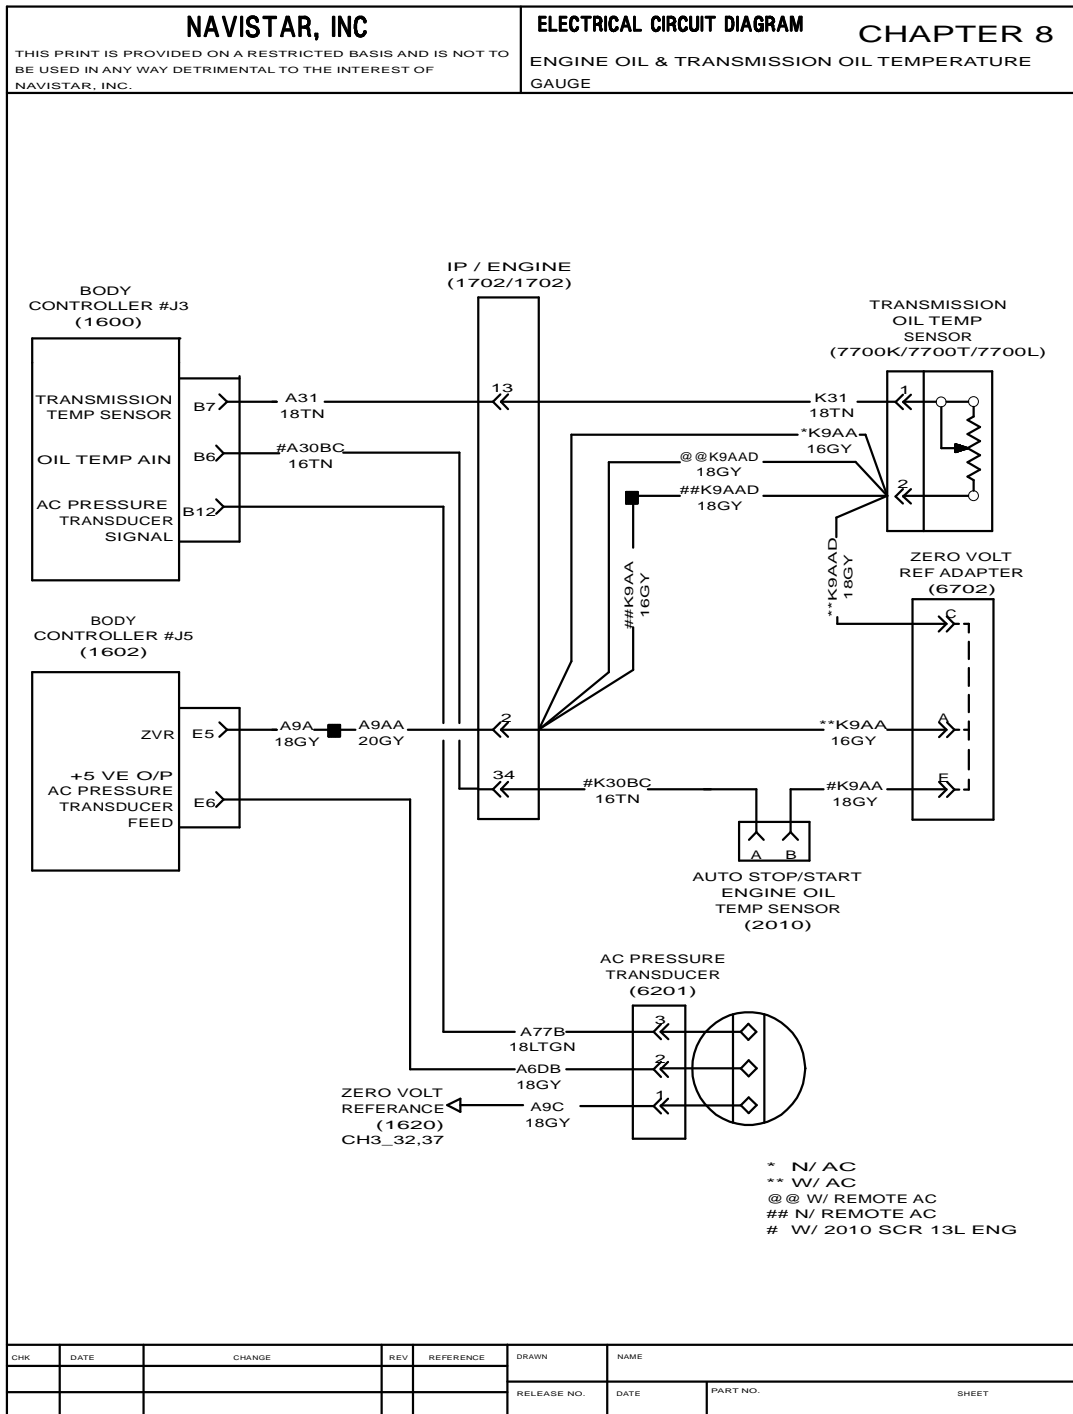 NAVISTAR, INC
THIS PRINT IS PROVIDED ON A RESTRICTED BASIS AND IS NOT TO
BE USED IN ANY WAY DETRIMENTAL TO THE INTEREST OF
NAVISTAR, INC.
ELECTRICAL CIRCUIT DIAGRAM
CHAPTER 8
ENGINE OIL & TRANSMISSION OIL TEMPERATURE
GAUGE
IP / ENGINE
(1702/1702)
BODY
CONTROLLER #J3
(1600)
TRANSMISSION
OIL TEMP
SENSOR
(7700K/7700T/7700L)
TRANSMISSION
TEMP SENSOR
B7
A31
18TN
13
K31
18TN
1
*K9AA
16GY
OIL TEMP AIN
B6
#A30BC
16TN
@@K9AAD
18GY
##K9AAD
18GY
2
AC PRESSURE
TRANSDUCER
SIGNAL
B12
##K9AA
16GY
**K9AAD
18GY
ZERO VOLT
REF ADAPTER
(6702)
C
BODY
CONTROLLER #J5
(1602)
ZVR
E5
A9A
18GY
A9AA
20GY
2
**K9AA
16GY
A
+5 VE O/P
AC PRESSURE
TRANSDUCER
FEED
E6
34
#K30BC
16TN
#K9AA
18GY
E
A
B
AUTO STOP/START
ENGINE OIL
TEMP SENSOR
(2010)
AC PRESSURE
TRANSDUCER
(6201)
A77B
18LTGN
3
A6DB
18GY
2
ZERO VOLT
REFERANCE
(1620)
CH3_32,37
A9C
18GY
1
* N/ AC
** W/ AC
@@ W/ REMOTE AC
## N/ REMOTE AC
# W/ 2010 SCR 13L ENG
CHK
DATE
CHANGE
REV
REFERENCE
DRAWN
NAME
RELEASE NO.
DATE
PART NO.
SHEET